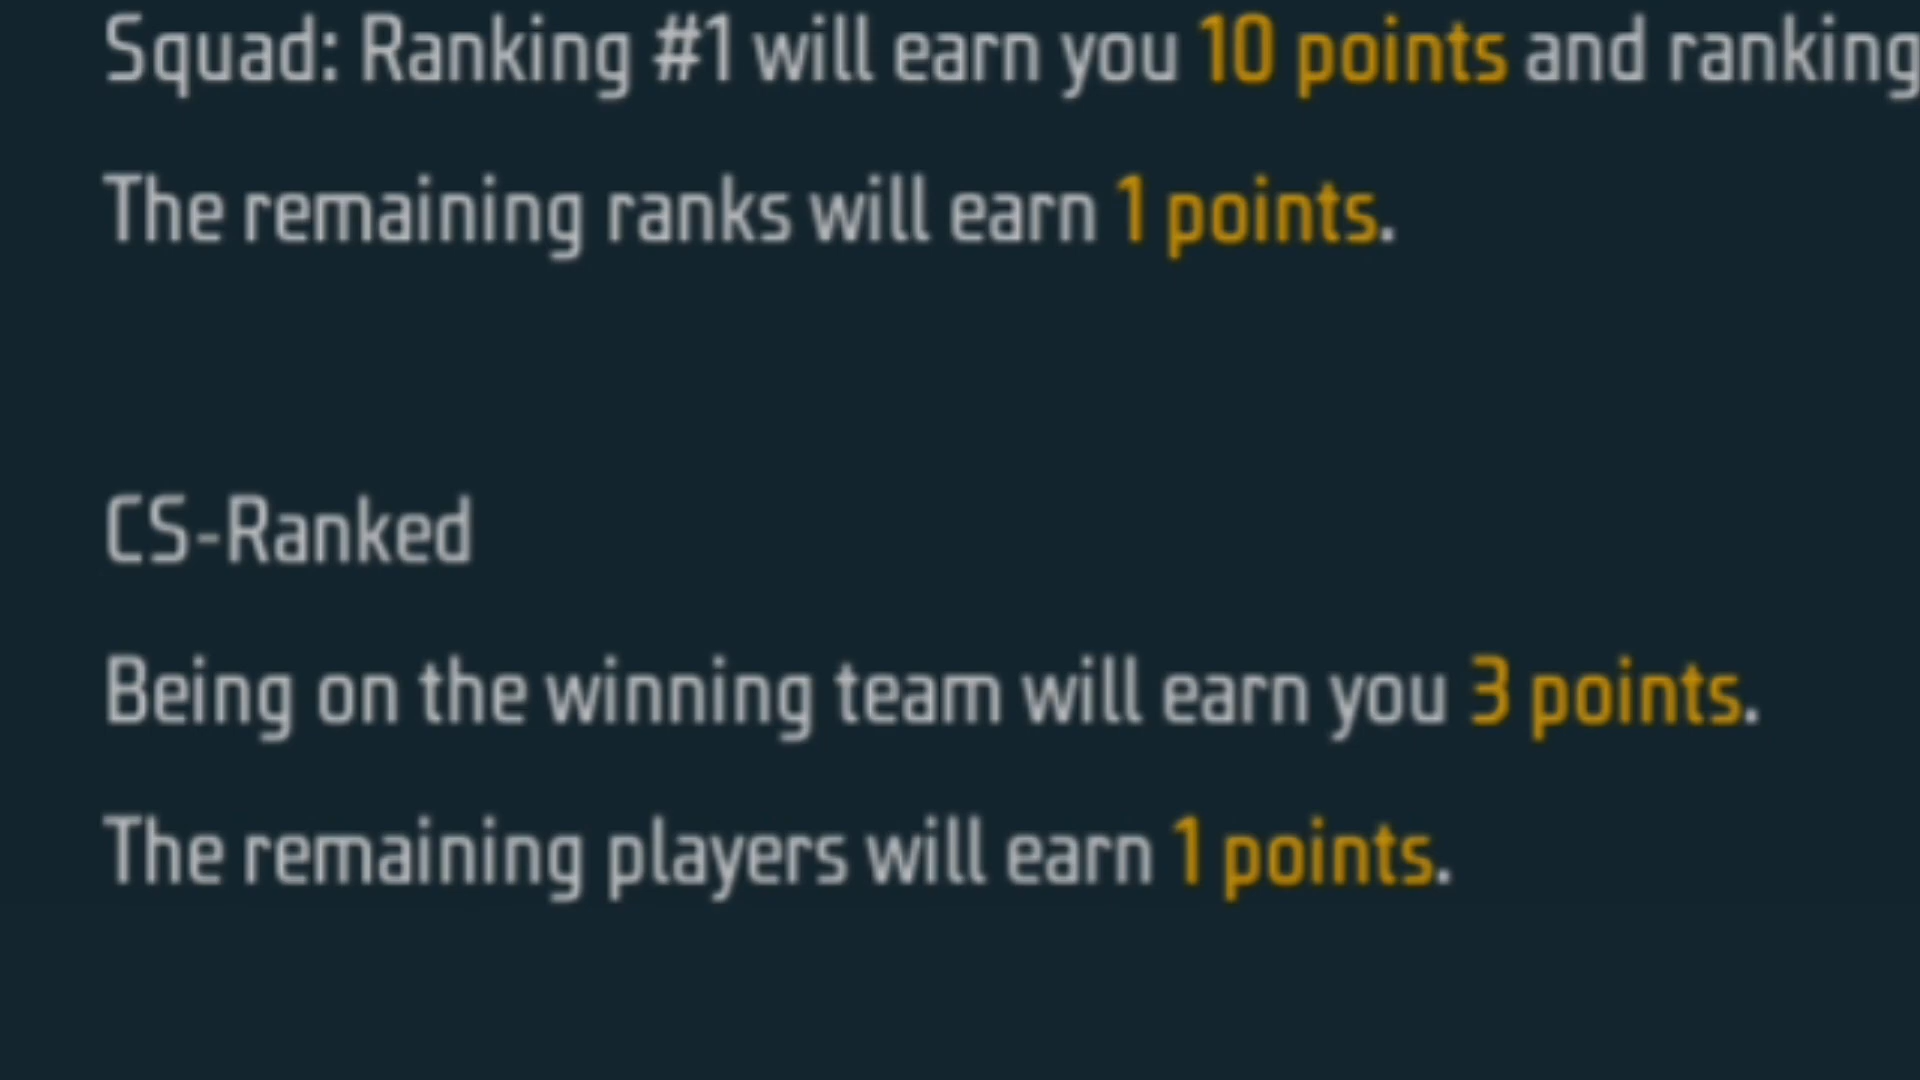 Squad: Ranking #1 will earn you 10 points and ranking
The remaining ranks will earn 1 points.
CS-Ranked
Being on the winning team will earn you 3 points.
The remaining players will earn 1 points.